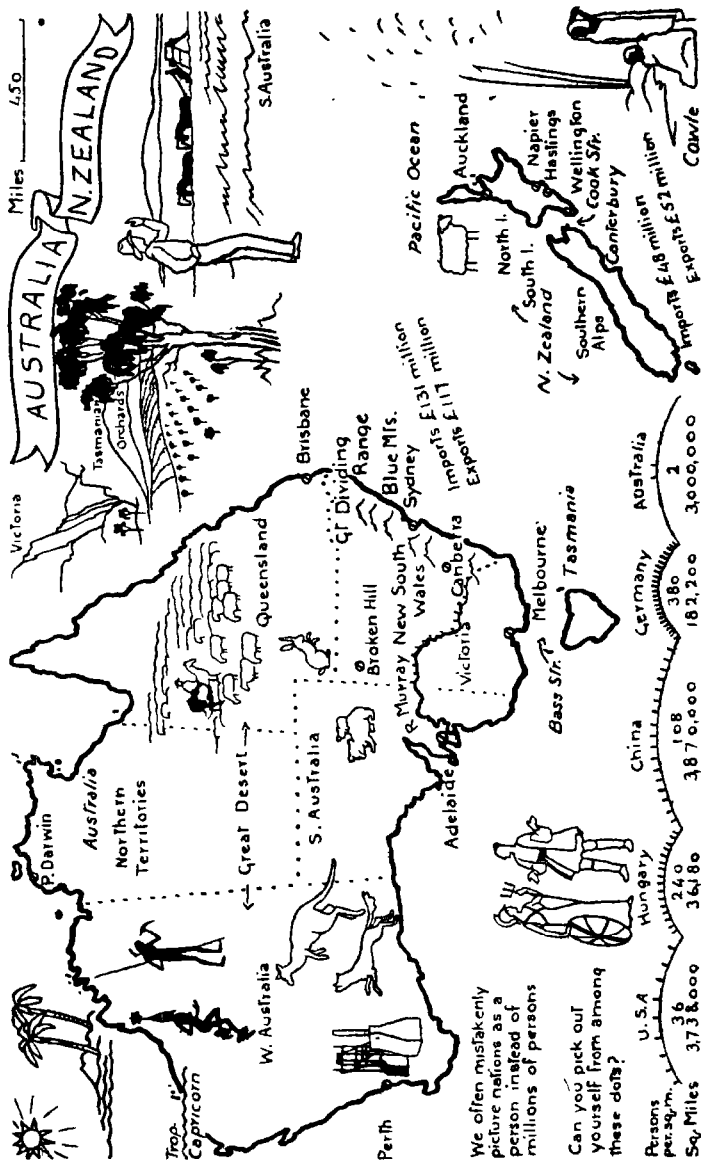 AUSTRALIA
N. ZEALAND
Miles 450
Victoria
Tasmanian
Orchards
S. Australia
Trop. of
Capricorn
P. Darwin
Australia
Northern
Territories
Great Desert
Queensland
Brisbane
W. Australia
S. Australia
Broken Hill
Gt Dividing
Range
Blue Mts.
Sydney
Imports £131 million
Exports £117 million
New South
Wales
Canberra
Murray
R.
Victoria
Perth
Adelaide
Melbourne
Bass Str.
Tasmania
Pacific Ocean
Auckland
North I.
South I.
N. Zealand
Napier
Hastings
Wellington
Cook Str.
Southern
Alps
Canterbury
Imports £48 million
Exports £52 million
Cowle
We often mistakenly
picture nations as a
person instead of
millions of persons
Can you pick out
yourself from among
these dots?
U.S.A Hungary China Germany Australia
Persons
per.sq.m. 36 240 108 380 2
Sq. Miles 3,738,000 36,180 3,870,000 182,200 3,000,000